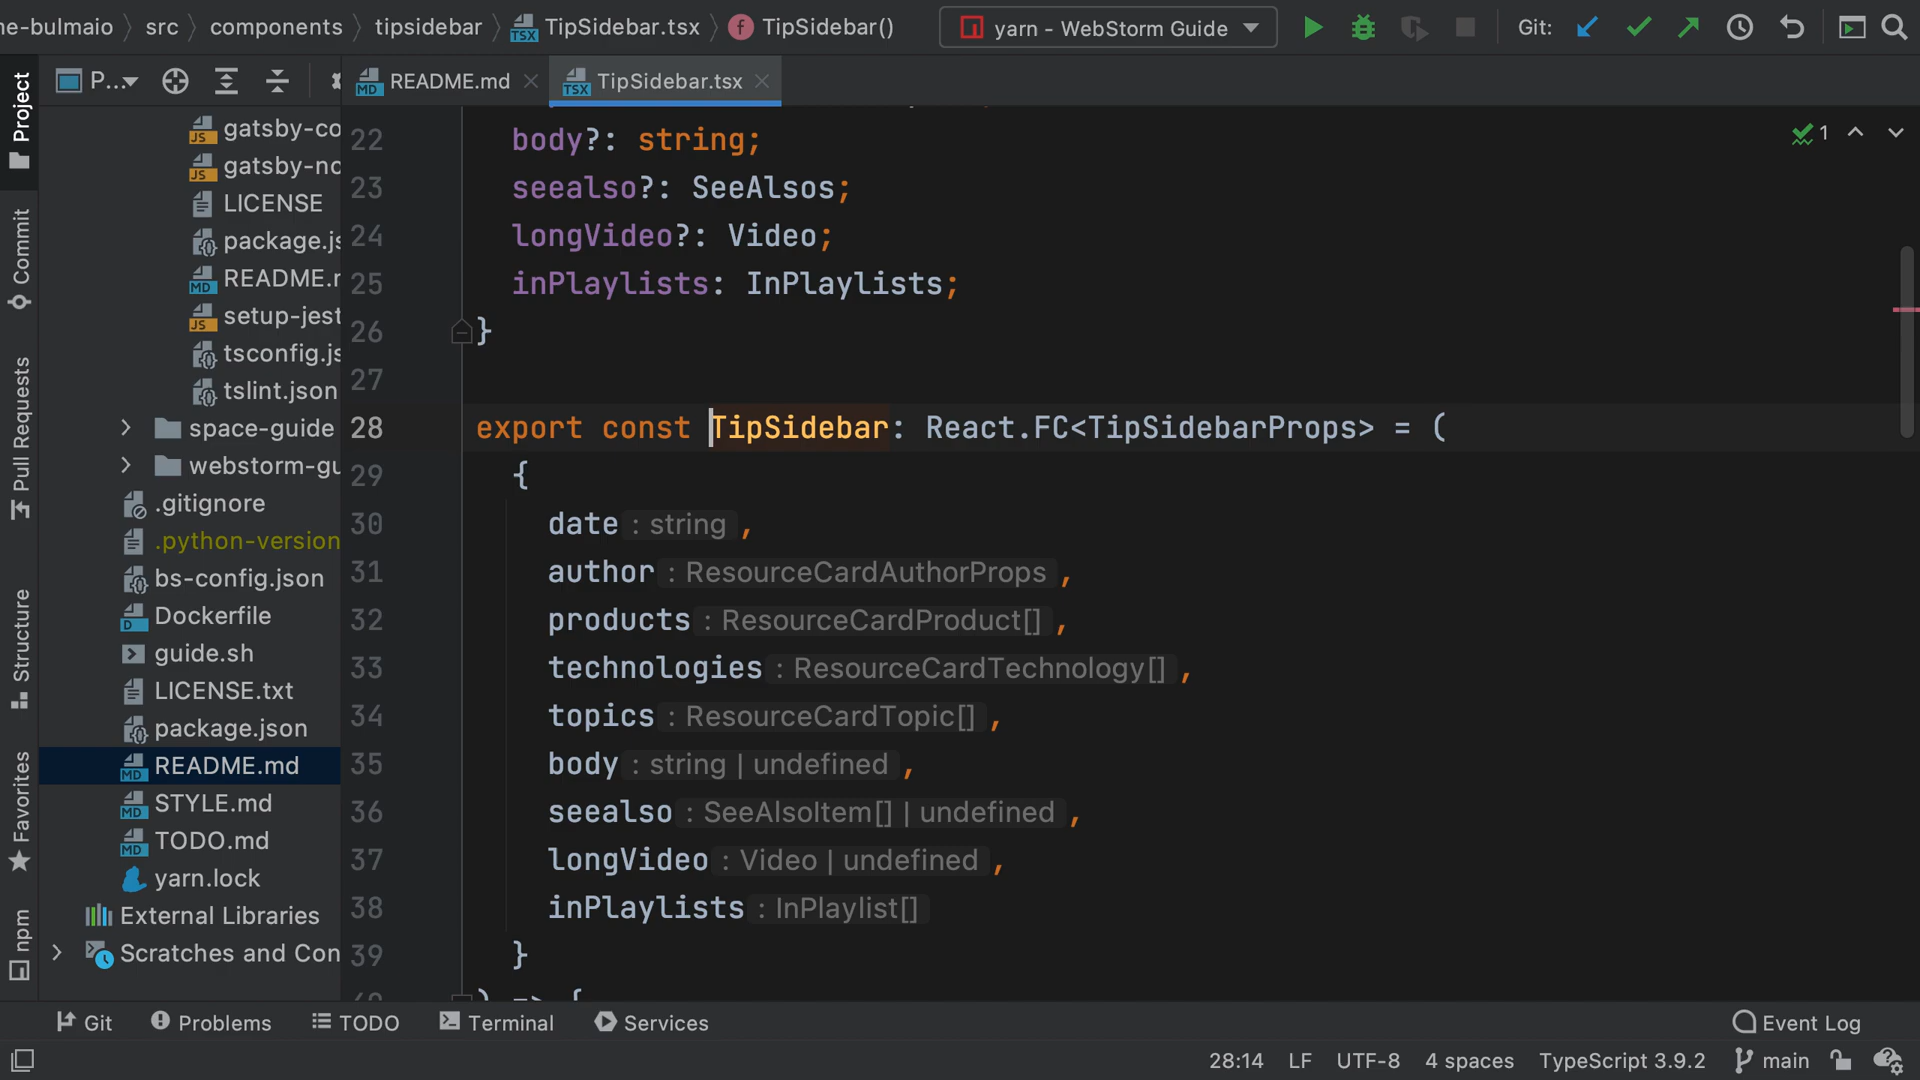 ne-bulmaio src components tipsidebar TipSidebar.tsx f TipSidebar() yarn - WebStorm Guide Git:
P... README.md TipSidebar.tsx
Project
Commit
Pull Requests
Structure
Favorites
npm
gatsby-co
gatsby-no
LICENSE
package.js
README.r
setup-jest
tsconfig.js
tslint.json
space-guide
webstorm-gu
.gitignore
.python-version
bs-config.json
Dockerfile
guide.sh
LICENSE.txt
package.json
README.md
STYLE.md
TODO.md
yarn.lock
External Libraries
Scratches and Con
1
22 body?: string;
23 seealso?: SeeAlsos;
24 longVideo?: Video;
25 inPlaylists: InPlaylists;
26 }
27
28 export const TipSidebar: React.FC<TipSidebarProps> = (
29 {
30 date : string ,
31 author : ResourceCardAuthorProps ,
32 products : ResourceCardProduct[] ,
33 technologies : ResourceCardTechnology[] ,
34 topics : ResourceCardTopic[] ,
35 body : string | undefined ,
36 seealso : SeeAlsoItem[] | undefined ,
37 longVideo : Video | undefined ,
38 inPlaylists : InPlaylist[]
39 }
40 ) => {
Git Problems TODO Terminal Services Event Log
28:14 LF UTF-8 4 spaces TypeScript 3.9.2 main